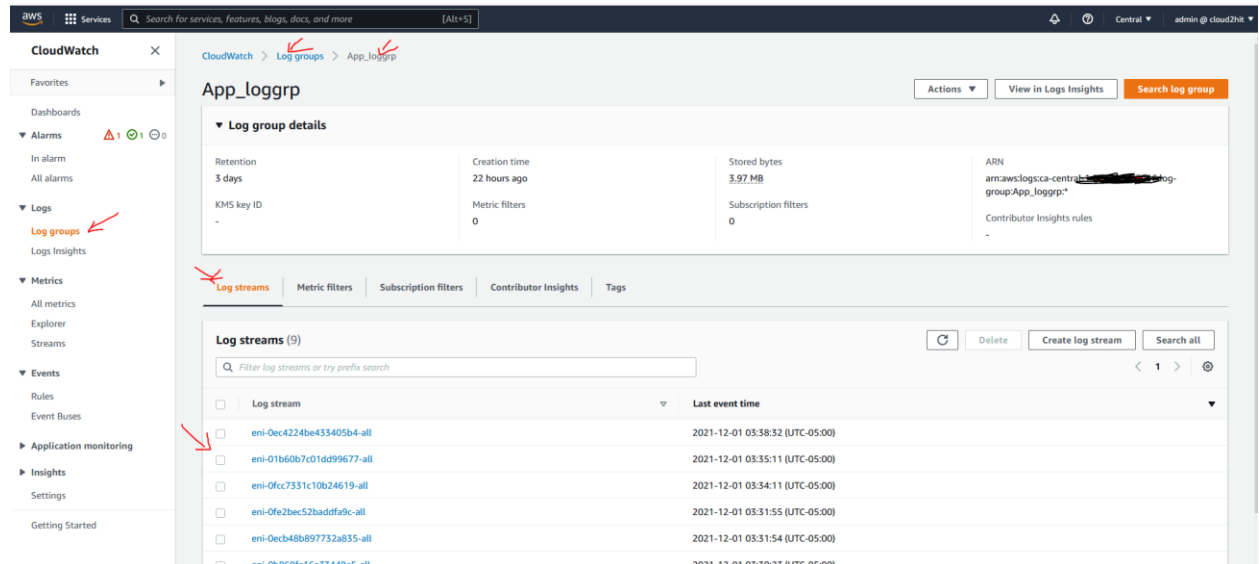 aws Services Search for services, features, blogs, docs, and more [Alt+S] Central ▼ admin @ cloud2hit ▼
CloudWatch ×
Favorites
Dashboards
Alarms 1 1 0
In alarm
All alarms
Logs
Log groups
Logs Insights
Metrics
All metrics
Explorer
Streams
Events
Rules
Event Buses
Application monitoring
Insights
Settings
Getting Started
CloudWatch > Log groups > App_loggrp
App_loggrp
Actions ▼ View in Logs Insights Search log group
▼ Log group details
Retention Creation time Stored bytes ARN
3 days 22 hours ago 3.97 MB arn:aws:logs:ca-central- log-
group:App_loggrp:*
KMS key ID Metric filters Subscription filters
- 0 0
Contributor Insights rules
-
Log streams Metric filters Subscription filters Contributor Insights Tags
Log streams (9) Delete Create log stream Search all
Filter log streams or try prefix search < 1 >
Log stream Last event time
eni-0ec4224be433405b4-all 2021-12-01 03:38:32 (UTC-05:00)
eni-01b60b7c01dd99677-all 2021-12-01 03:35:11 (UTC-05:00)
eni-0fcc7331c10b24619-all 2021-12-01 03:34:11 (UTC-05:00)
eni-0fe2bec52baddfa9c-all 2021-12-01 03:31:55 (UTC-05:00)
eni-0ecb48b897732a835-all 2021-12-01 03:31:54 (UTC-05:00)